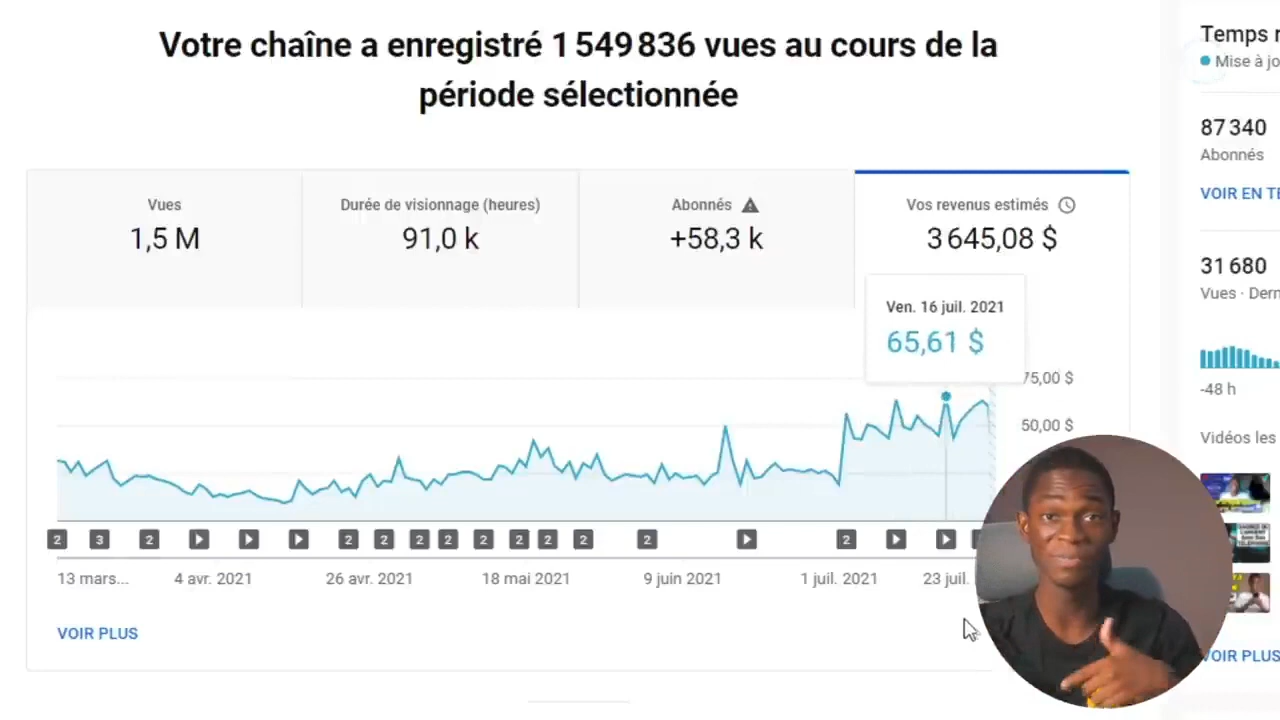 Votre chaîne a enregistré 1 549 836 vues au cours de la
période sélectionnée
Vues
1,5 M
Durée de visionnage (heures)
91,0 k
Abonnés
+58,3 k
Vos revenus estimés
3 645,08 $
Ven. 16 juil. 2021
65,61 $
75,00 $
50,00 $
2 3 2 2 2 2 2 2 2 2 2 2 2
13 mars... 4 avr. 2021 26 avr. 2021 18 mai 2021 9 juin 2021 1 juil. 2021 23 juil.
VOIR PLUS
Temps
Mise à jo
87 340
Abonnés
VOIR EN TE
31 680
Vues · Dern
-48 h
Vidéos les
VOIR PLUS